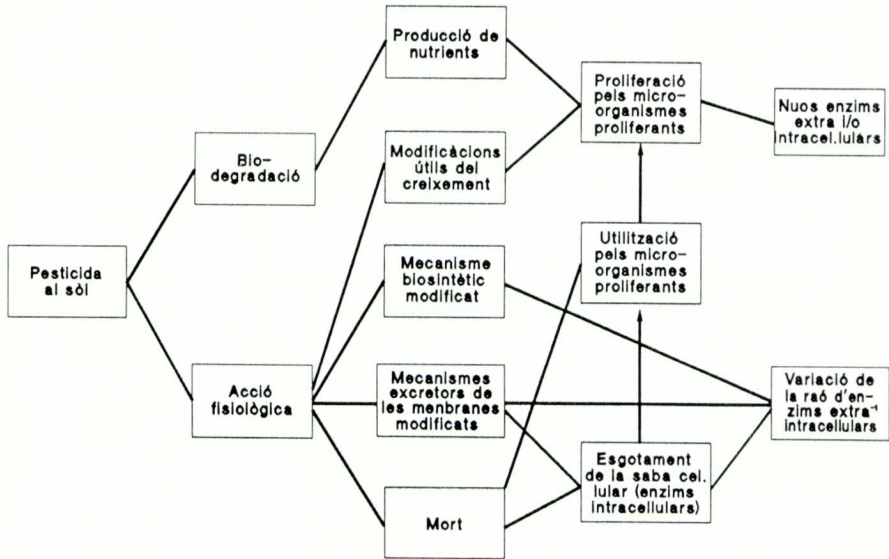 Pesticida
al sòl
Bio-
degradació
Acció
fisiològica
Producció de
nutrients
Modificàcions
útils del
creixement
Mecanisme
biosintètic
modificat
Mecanismes
excretors de
les menbranes
modificats
Mort
Proliferació
pels micro-
organismes
proliferants
Utilització
pels micro-
organismes
proliferants
Esgotament
de la saba cel.
lular (enzims
intracellulars)
Nuos enzims
extra i/o
intracel.lulars
Variació de
la raó d'en-
zims extra⁻¹
intracellulars